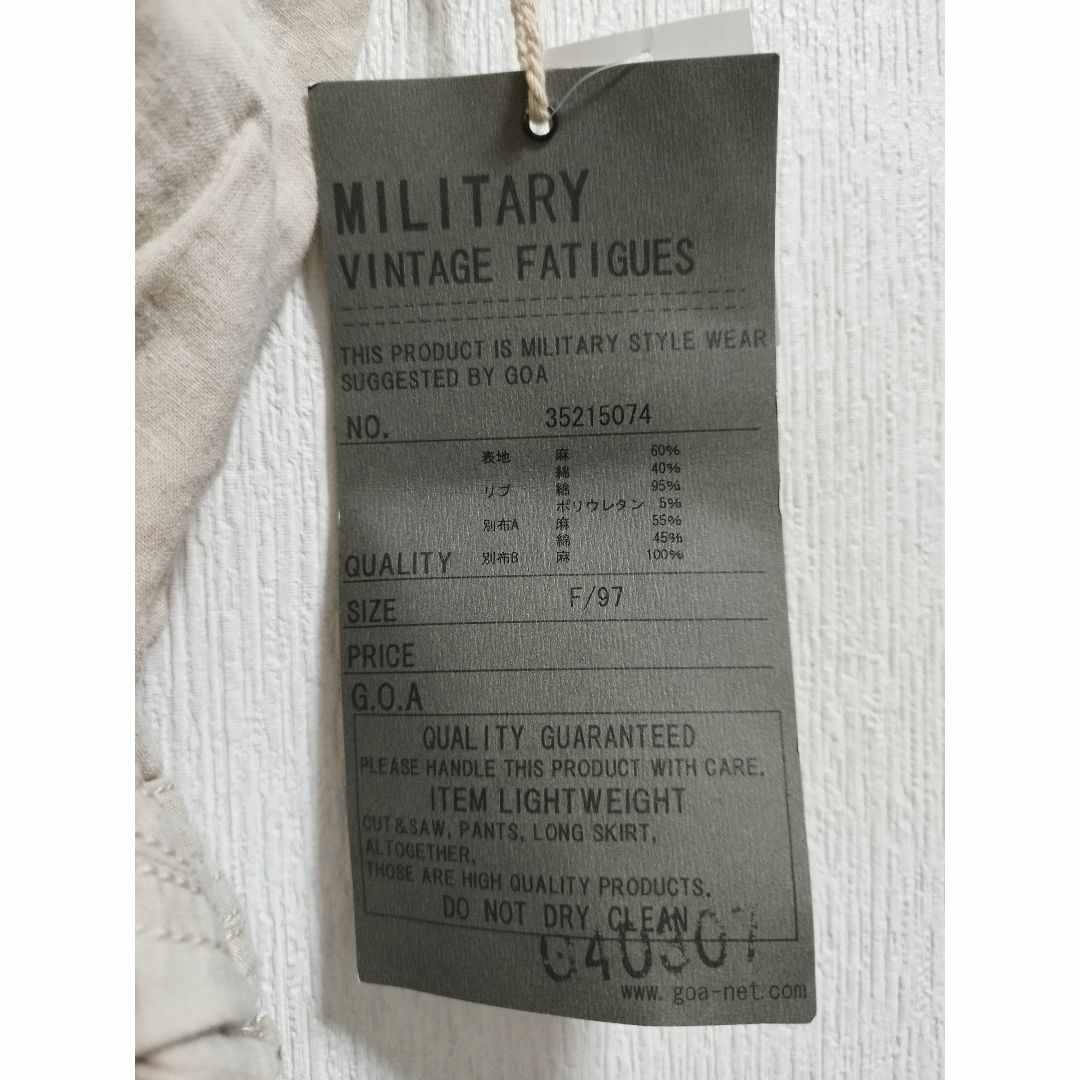 MILITARY
VINTAGE FATIGUES
THIS PRODUCT IS MILITARY STYLE WEAR
SUGGESTED BY GOA
NO. 35215074
表地 麻 60%
綿 40%
リブ 綿 95%
ポリウレタン 5%
別布A 麻 55%
綿 45%
QUALITY 別布B 麻 100%
SIZE F/97
PRICE
G.O.A
QUALITY GUARANTEED
PLEASE HANDLE THIS PRODUCT WITH CARE.
ITEM LIGHTWEIGHT
CUT&SAW, PANTS, LONG SKIRT,
ALTOGETHER,
THOSE ARE HIGH QUALITY PRODUCTS.
DO NOT DRY CLEAN
G40307
www.goa-net.com